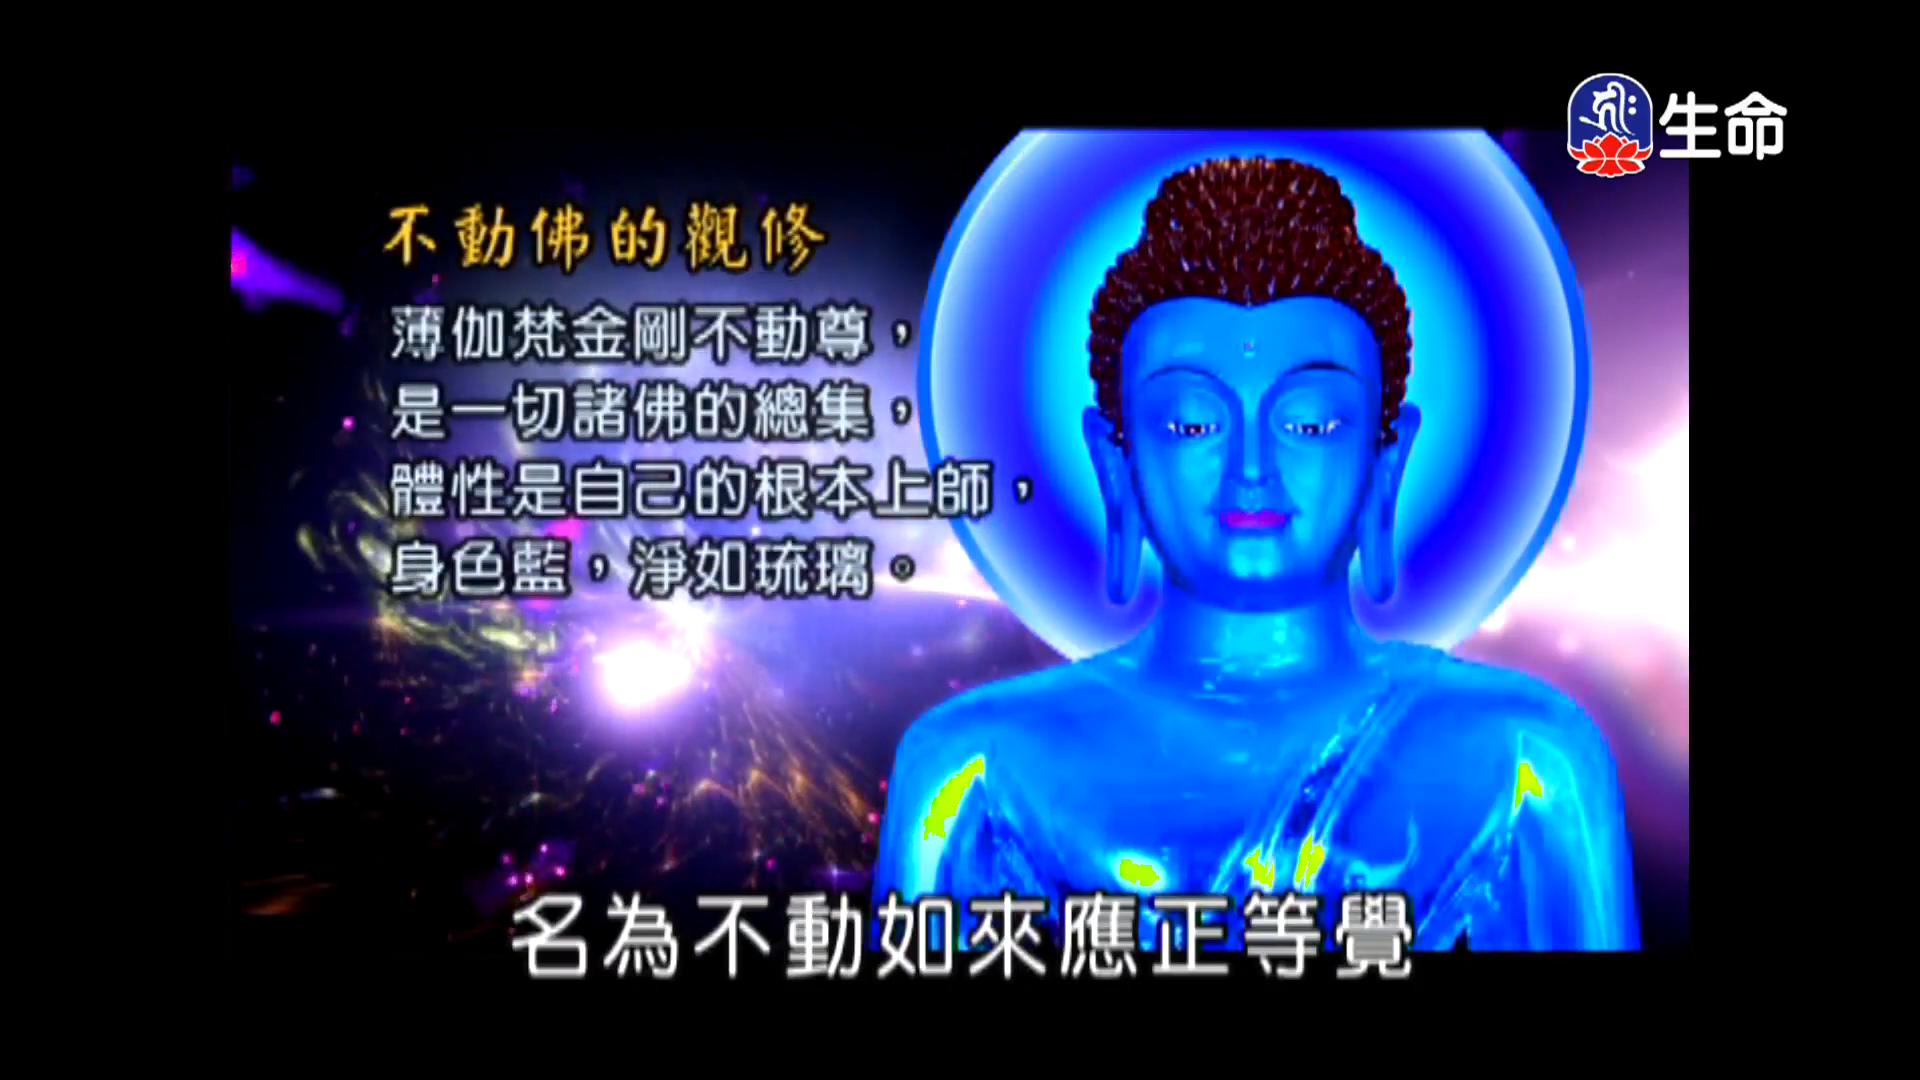 生命
不動佛的觀修
薄伽梵金剛不動尊，
是一切諸佛的總集，
體性是自己的根本上師，
身色藍，淨如琉璃。
名為不動如來應正等覺